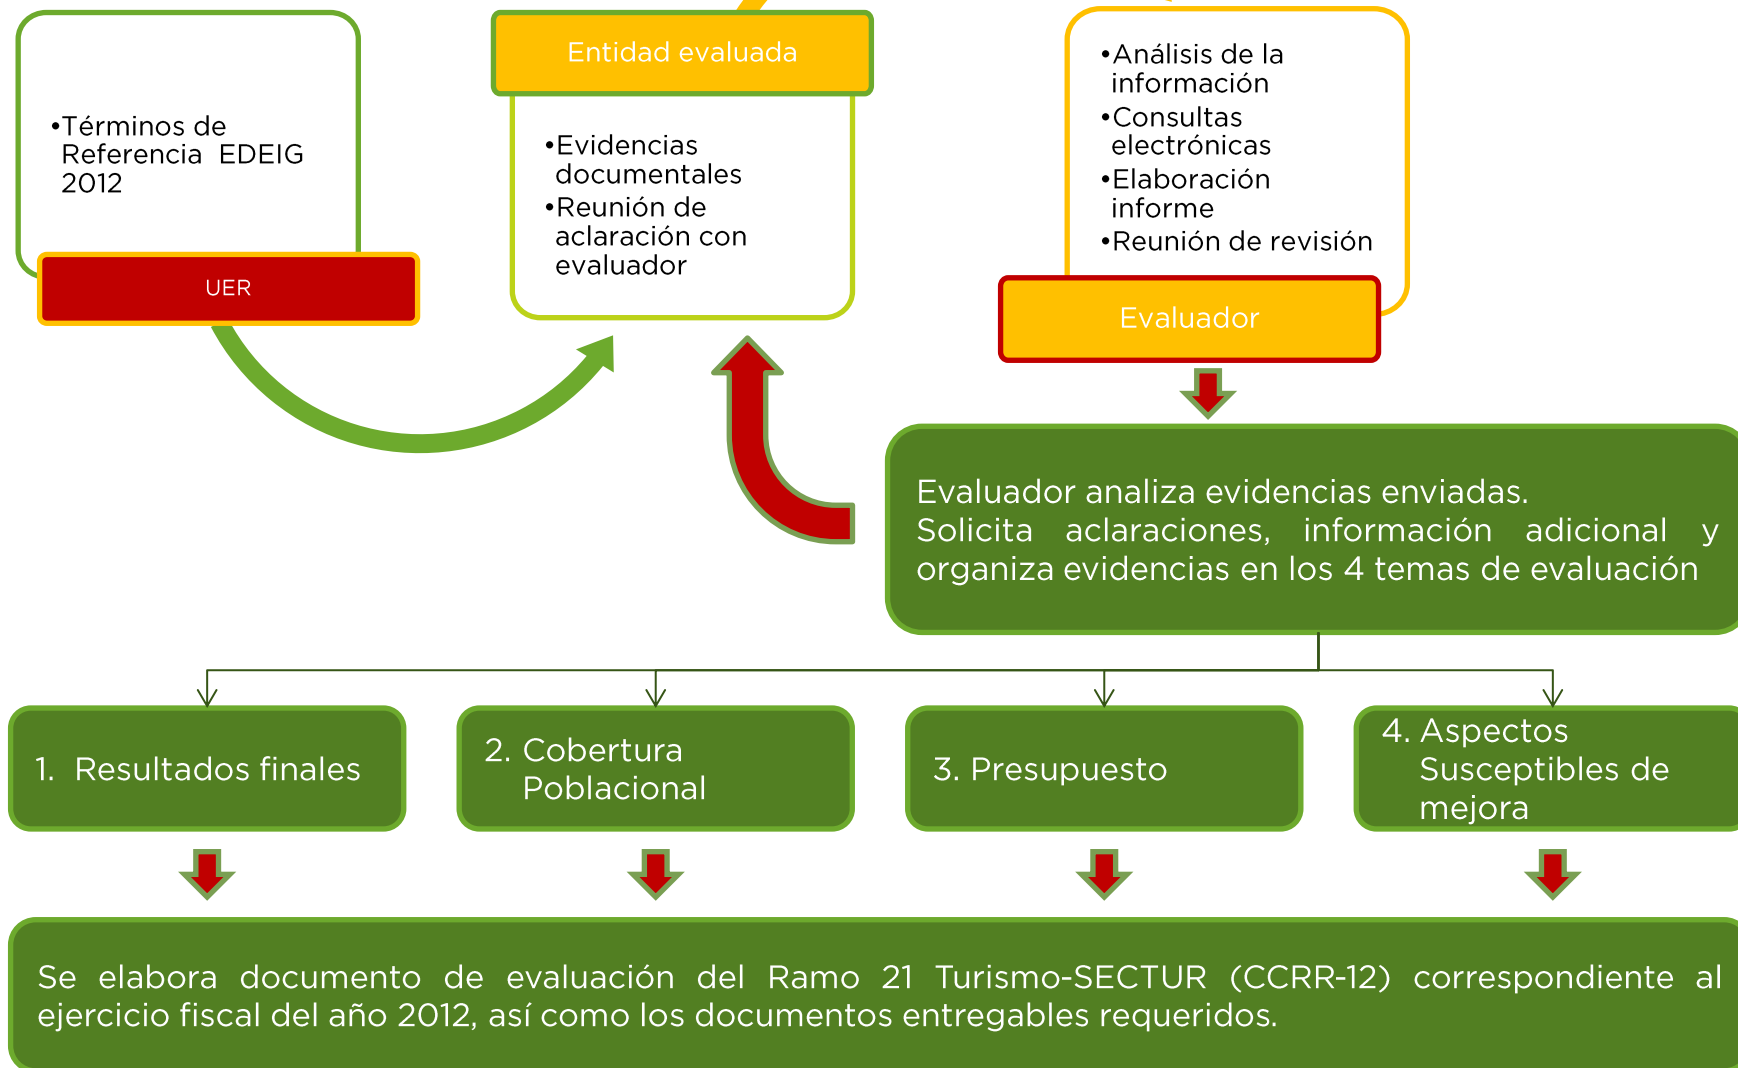 •Términos de
Referencia EDEIG
2012
UER
Entidad evaluada
•Evidencias
documentales
•Reunión de
aclaración con
evaluador
•Análisis de la
información
•Consultas
electrónicas
•Elaboración
informe
•Reunión de revisión
Evaluador
Evaluador analiza evidencias enviadas.
Solicita aclaraciones, información adicional y
organiza evidencias en los 4 temas de evaluación
1. Resultados finales
2. Cobertura
Poblacional
3. Presupuesto
4. Aspectos
Susceptibles de
mejora
Se elabora documento de evaluación del Ramo 21 Turismo-SECTUR (CCRR-12) correspondiente al
ejercicio fiscal del año 2012, así como los documentos entregables requeridos.